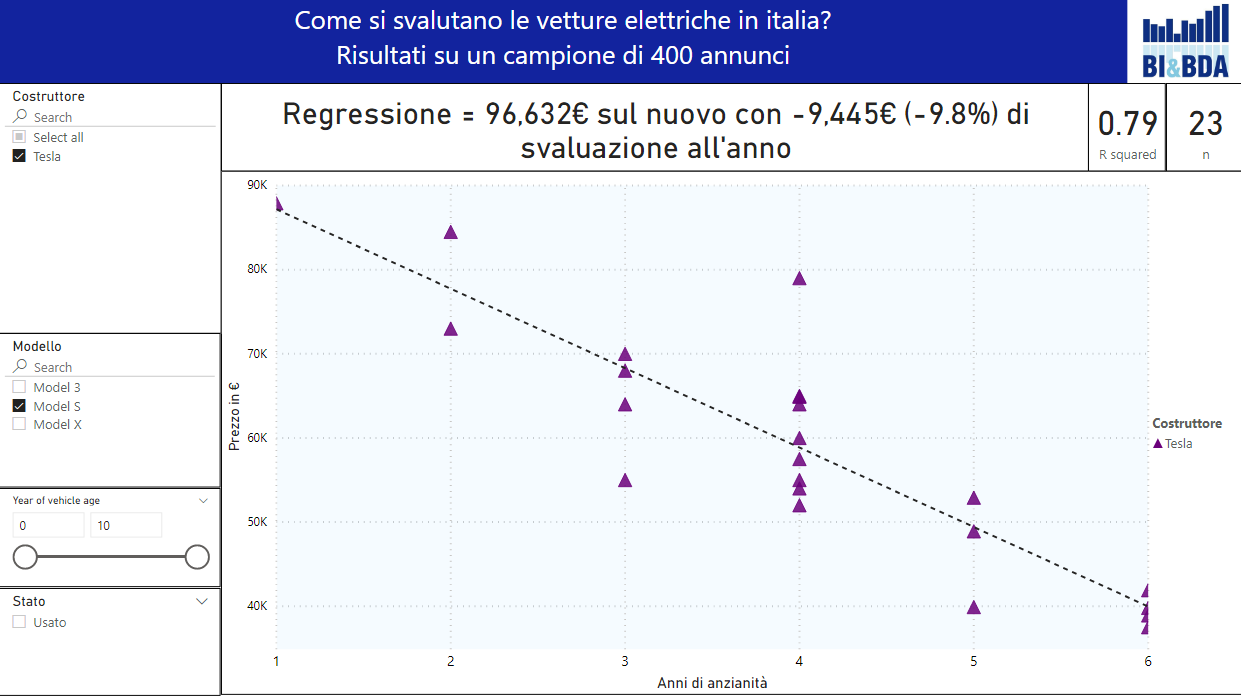 Come si svalutano le vetture elettriche in italia?
Risultati su un campione di 400 annunci
BI&BDA
Costruttore
Search
Select all
Tesla
Modello
Search
Model 3
Model S
Model X
Year of vehicle age
0
10
Stato
Usato
Regressione = 96,632€ sul nuovo con -9,445€ (-9.8%) di
svaluazione all'anno
0.79
R squared
23
n
Prezzo in €
90K
80K
70K
60K
50K
40K
1 2 3 4 5 6
Anni di anzianità
Costruttore
Tesla